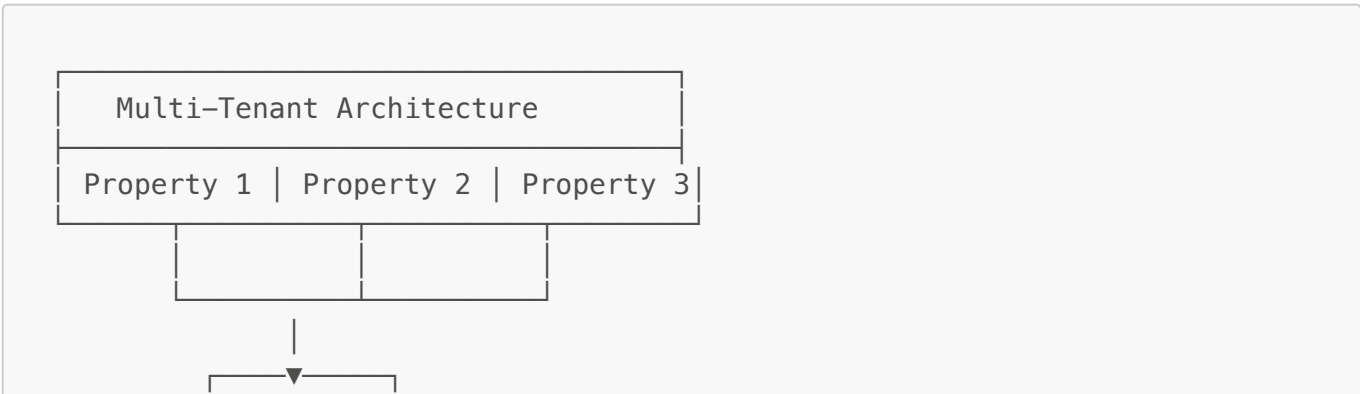 Multi-Tenant Architecture
Property 1 │ Property 2 │ Property 3